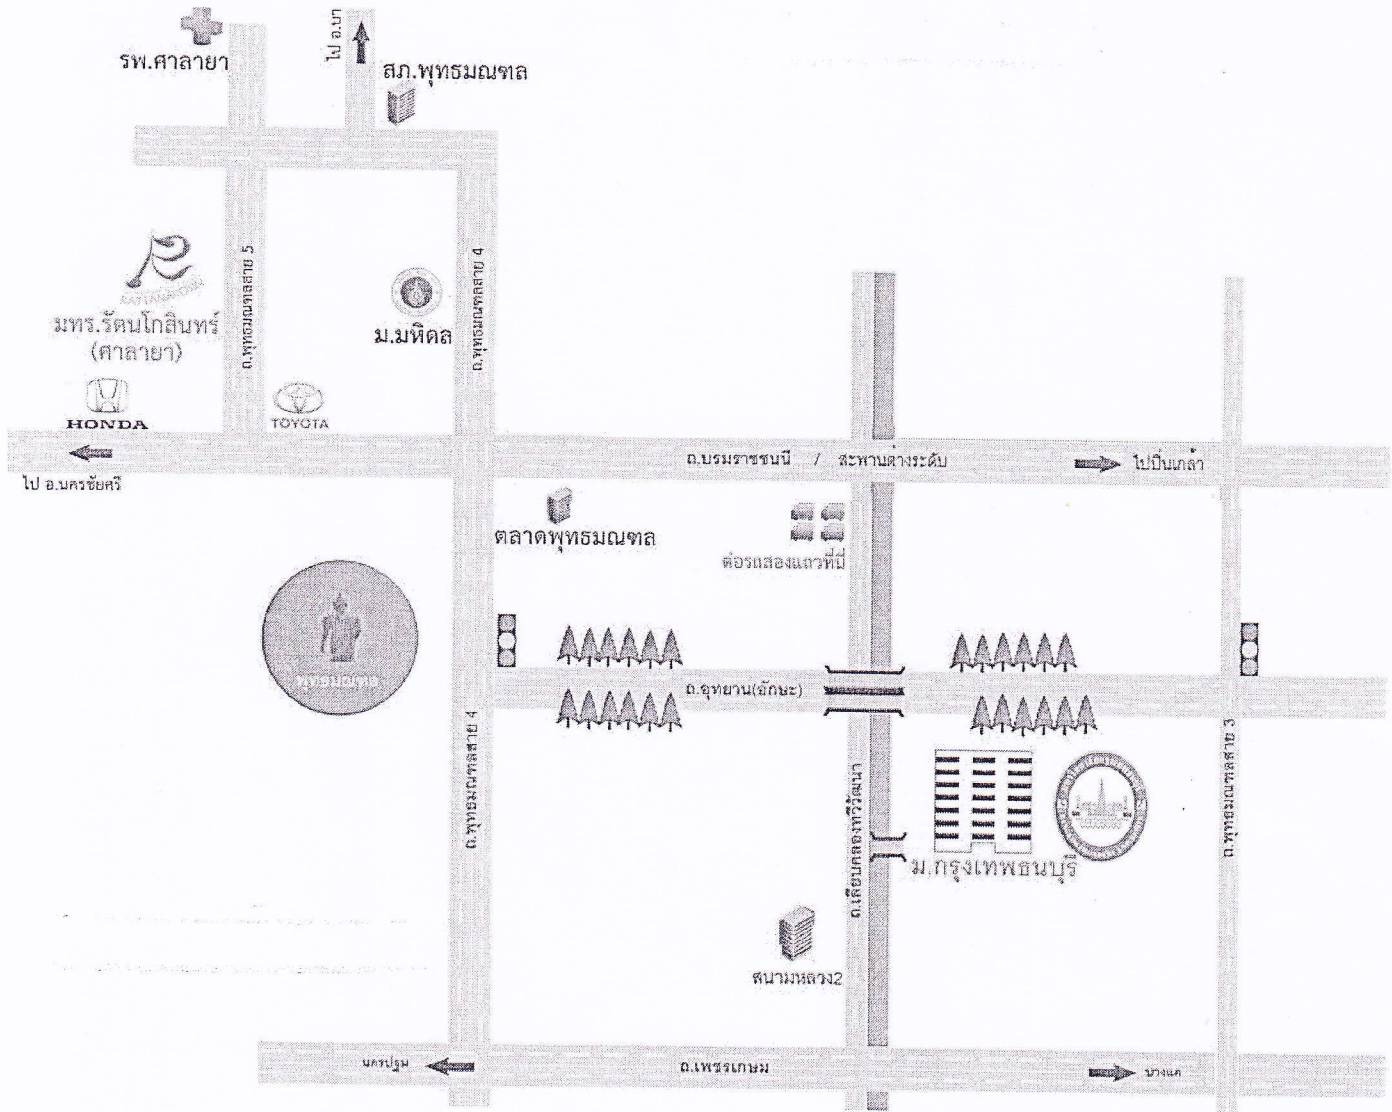 รพ.ศาลายา
ไป อ.บา
สภ.พุทธมณฑล
ถ.พุทธมณฑลสาย 5
ถ.พุทธมณฑลสาย 4
มทร.รัตนโกสินทร์
(ศาลายา)
ม.มหิดล
HONDA
TOYOTA
ไป อ.นครชัยศรี
ถ.บรมราชชนนี / สะพานต่างระดับ
ไปปิ่นเกล้า
ตลาดพุทธมณฑล
ต่อรถสองแถวที่นี่
พุทธมณฑล
ถ.อุทยาน(อักษะ)
ถ.พุทธมณฑลสาย 4
ถ.เลียบคลองทวีวัฒนา
ถ.พุทธมณฑลสาย 3
ม.กรุงเทพธนบุรี
สนามหลวง2
นครปฐม
ถ.เพชรเกษม
บางแค